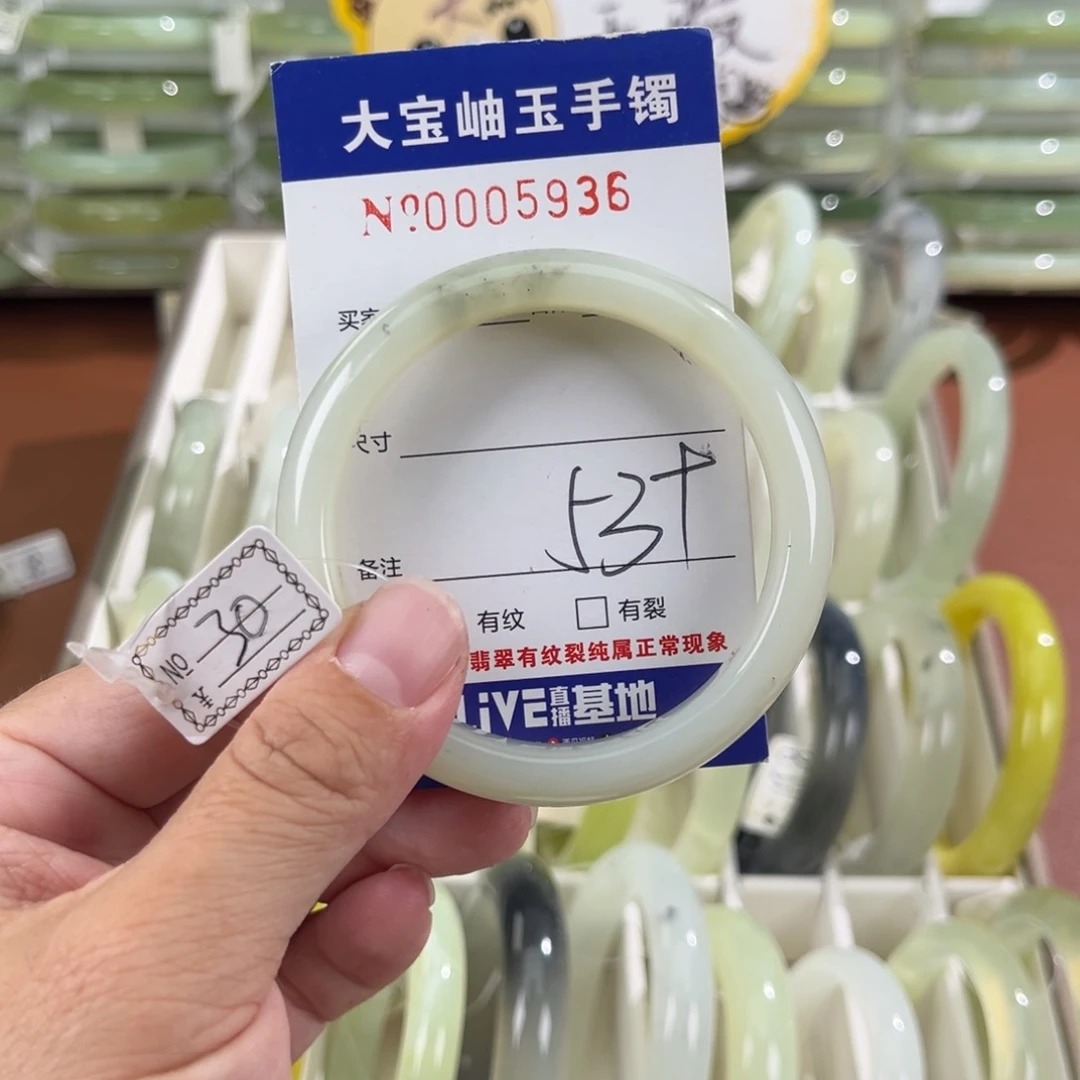 大宝岫玉手镯
Nº0005936
买家
尺寸
53T
备注
有纹 □有裂
翡翠有纹裂纯属正常现象
LiVE直播基地
NO 30